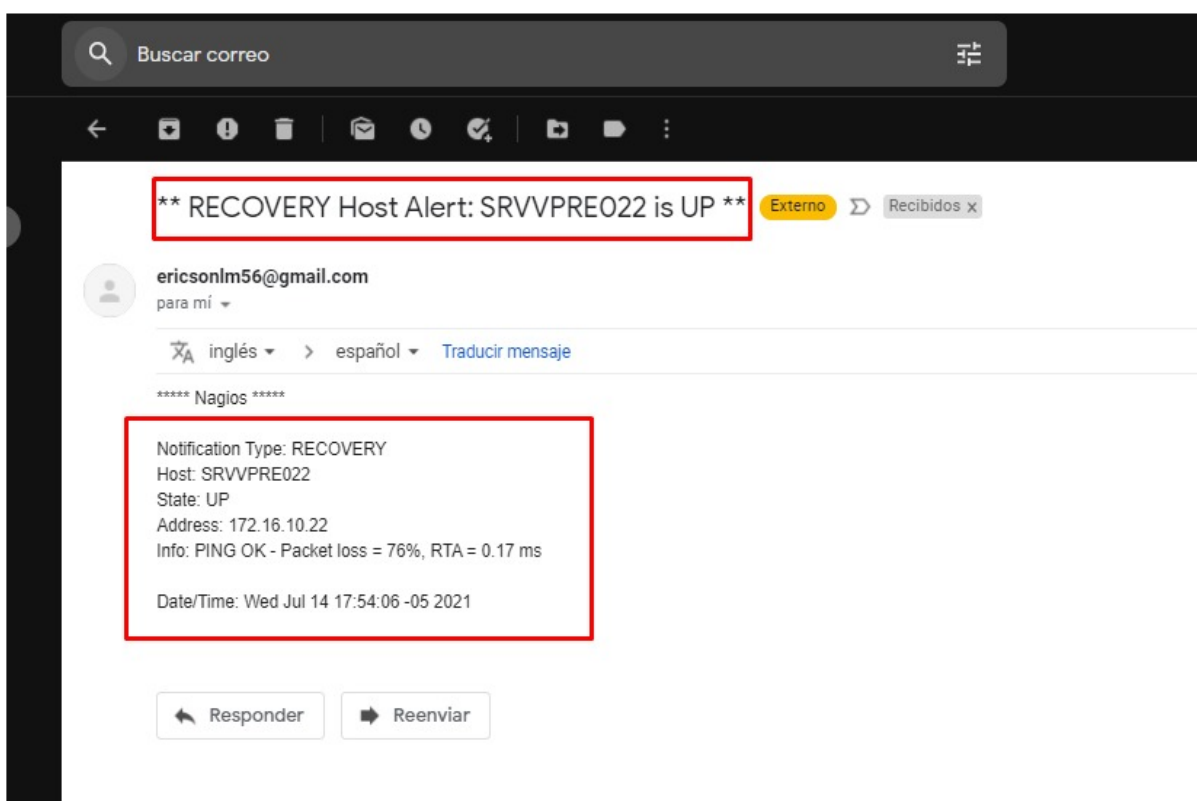 Buscar correo
** RECOVERY Host Alert: SRVVPRE022 is UP ** Externo Recibidos x
ericsonlm56@gmail.com
para mí
inglés > español Traducir mensaje
***** Nagios *****
Notification Type: RECOVERY
Host: SRVVPRE022
State: UP
Address: 172.16.10.22
Info: PING OK - Packet loss = 76%, RTA = 0.17 ms
Date/Time: Wed Jul 14 17:54:06 -05 2021
Responder Reenviar